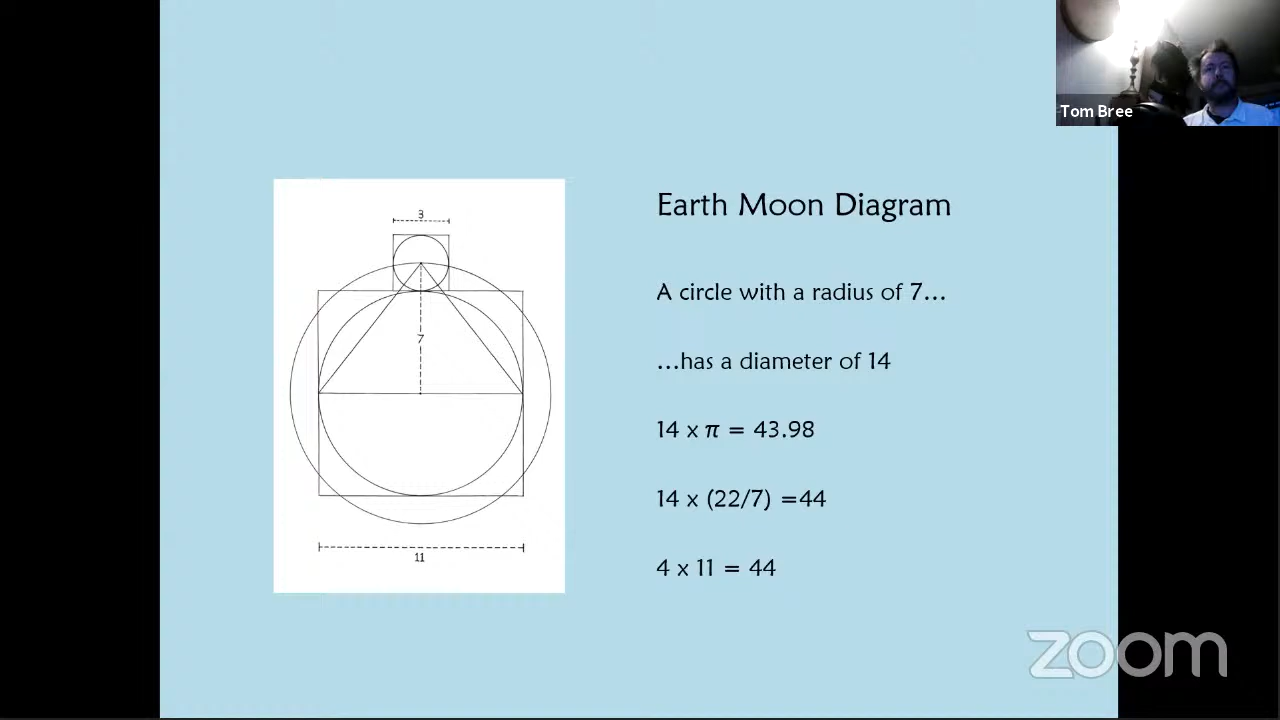 Tom Bree
Earth Moon Diagram
A circle with a radius of 7...
...has a diameter of 14
14 x π = 43.98
14 x (22/7) =44
4 x 11 = 44
3
7
11
zoom